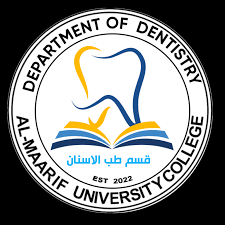 DEPARTMENT OF DENTISTRY
قسم طب الاسنان
EST 2022
AL-MAARIF UNIVERSITY COLLEGE